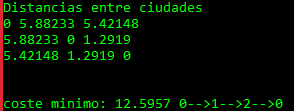 Distancias entre ciudades
0 5.88233 5.42148
5.88233 0 1.2919
5.42148 1.2919 0
coste minimo: 12.5957 0-->1-->2-->0